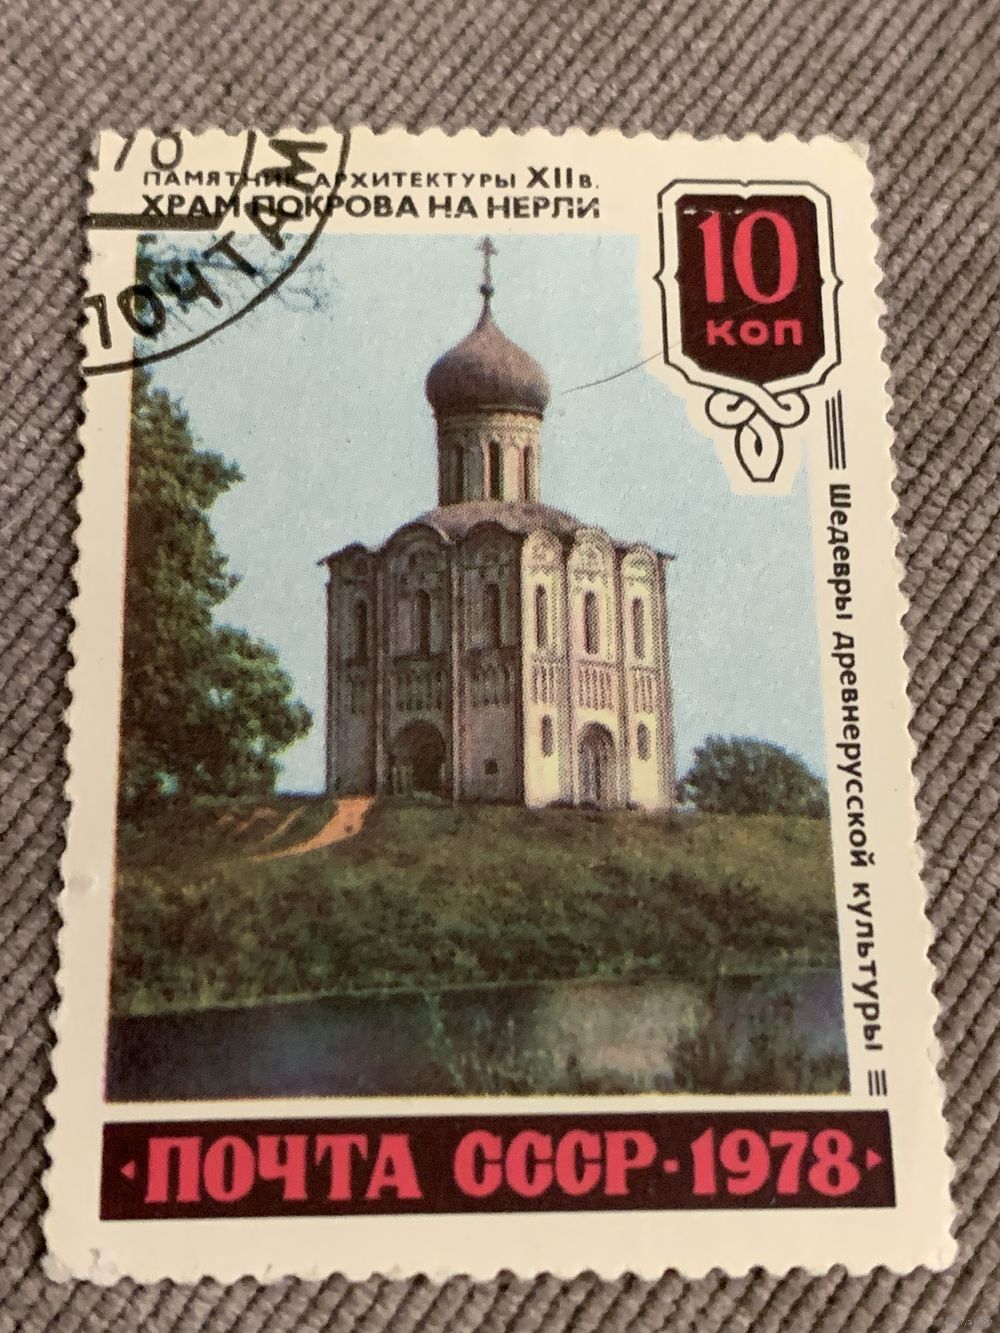 ПАМЯТНИК АРХИТЕКТУРЫ XII в.
ХРАМ ПОКРОВА НА НЕРЛИ
10
КОП
Шедевры древнерусской культуры
ПОЧТА СССР·1978
ПОЧТАМ